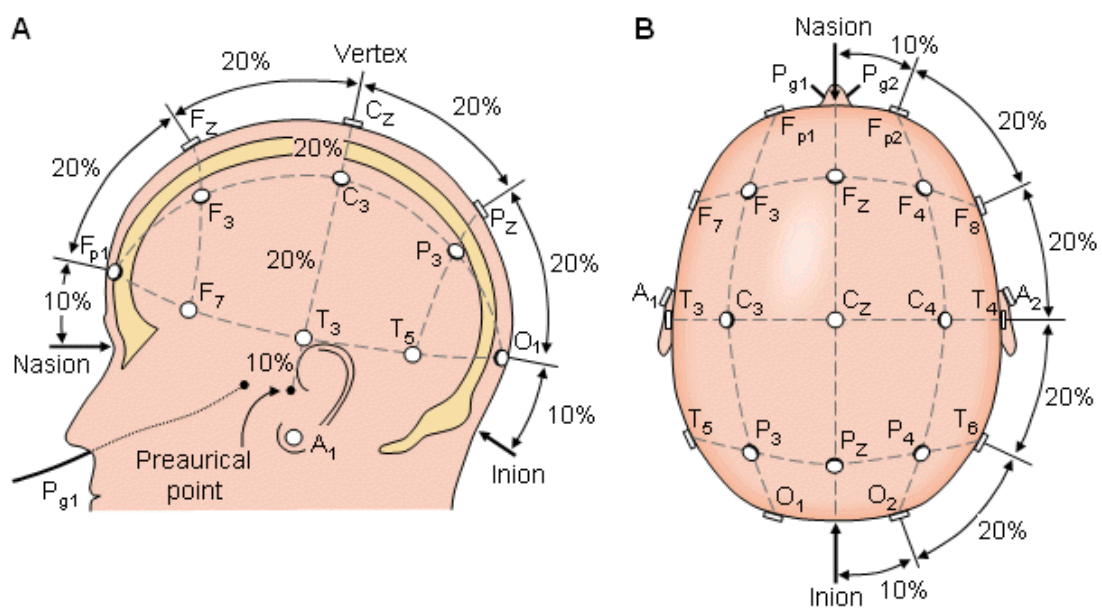 A
Vertex
20%
20%
FZ
CZ
20%
20%
F3
C3
PZ
Fp1
P3
20%
20%
10%
F7
T3
T5
O1
Nasion
10%
10%
A1
Preaurical
point
Inion
Pg1
B
Nasion
10%
Pg1
Pg2
Fp1
Fp2
20%
F7
F3
FZ
F4
F8
20%
A1
T3
C3
CZ
C4
T4
A2
20%
T5
P3
PZ
P4
T6
O1
O2
20%
10%
Inion